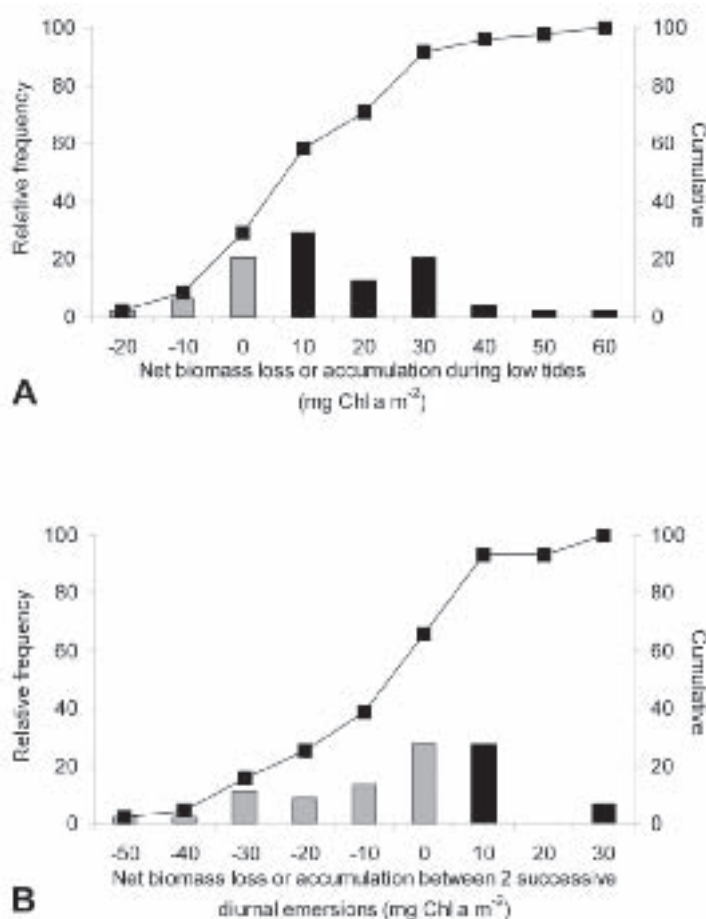 100 100
80 80
60 60
40 40
20 20
0 0
Relative frequency
Cumulative
-20 -10 0 10 20 30 40 50 60
Net biomass loss or accumulation during low tides
(mg Chl a m-2)
A
100 100
80 80
60 60
40 40
20 20
0 0
Relative frequency
Cumulative
-50 -40 -30 -20 -10 0 10 20 30
Net biomass loss or accumulation between 2 successive
diurnal emersions (mg Chl a m-2)
B